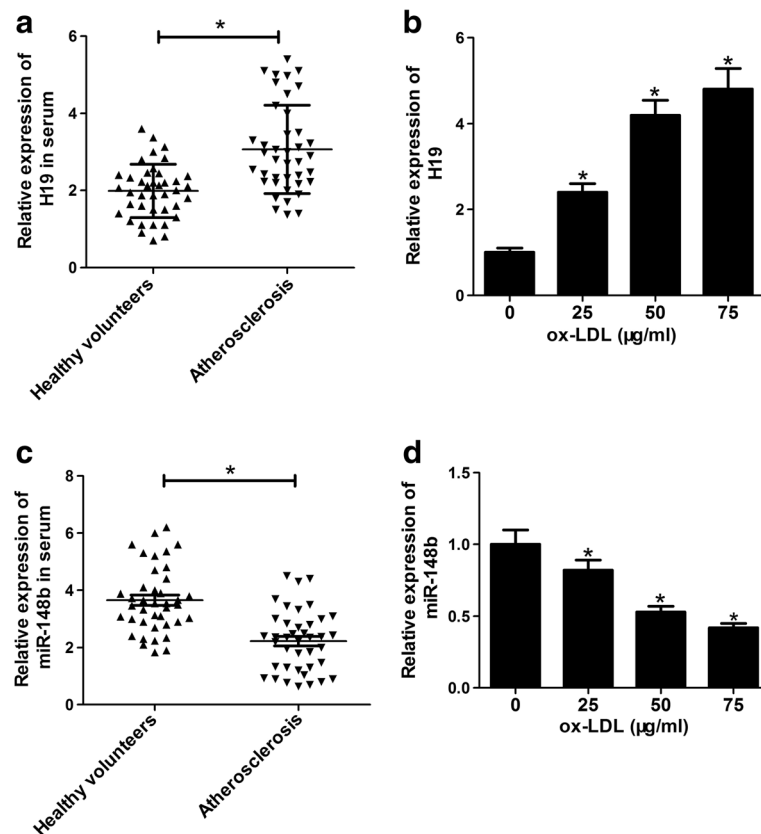 a
Relative expression of
H19 in serum
6
4
2
0
*
Healthy volunteers
Atherosclerosis
b
Relative expression of
H19
6
4
2
0
*
*
*
0 25 50 75
ox-LDL (µg/ml)
c
Relative expression of
miR-148b in serum
8
6
4
2
0
*
Healthy volunteers
Atherosclerosis
d
Relative expression of
miR-148b
1.5
1.0
0.5
0.0
*
*
*
0 25 50 75
ox-LDL (µg/ml)